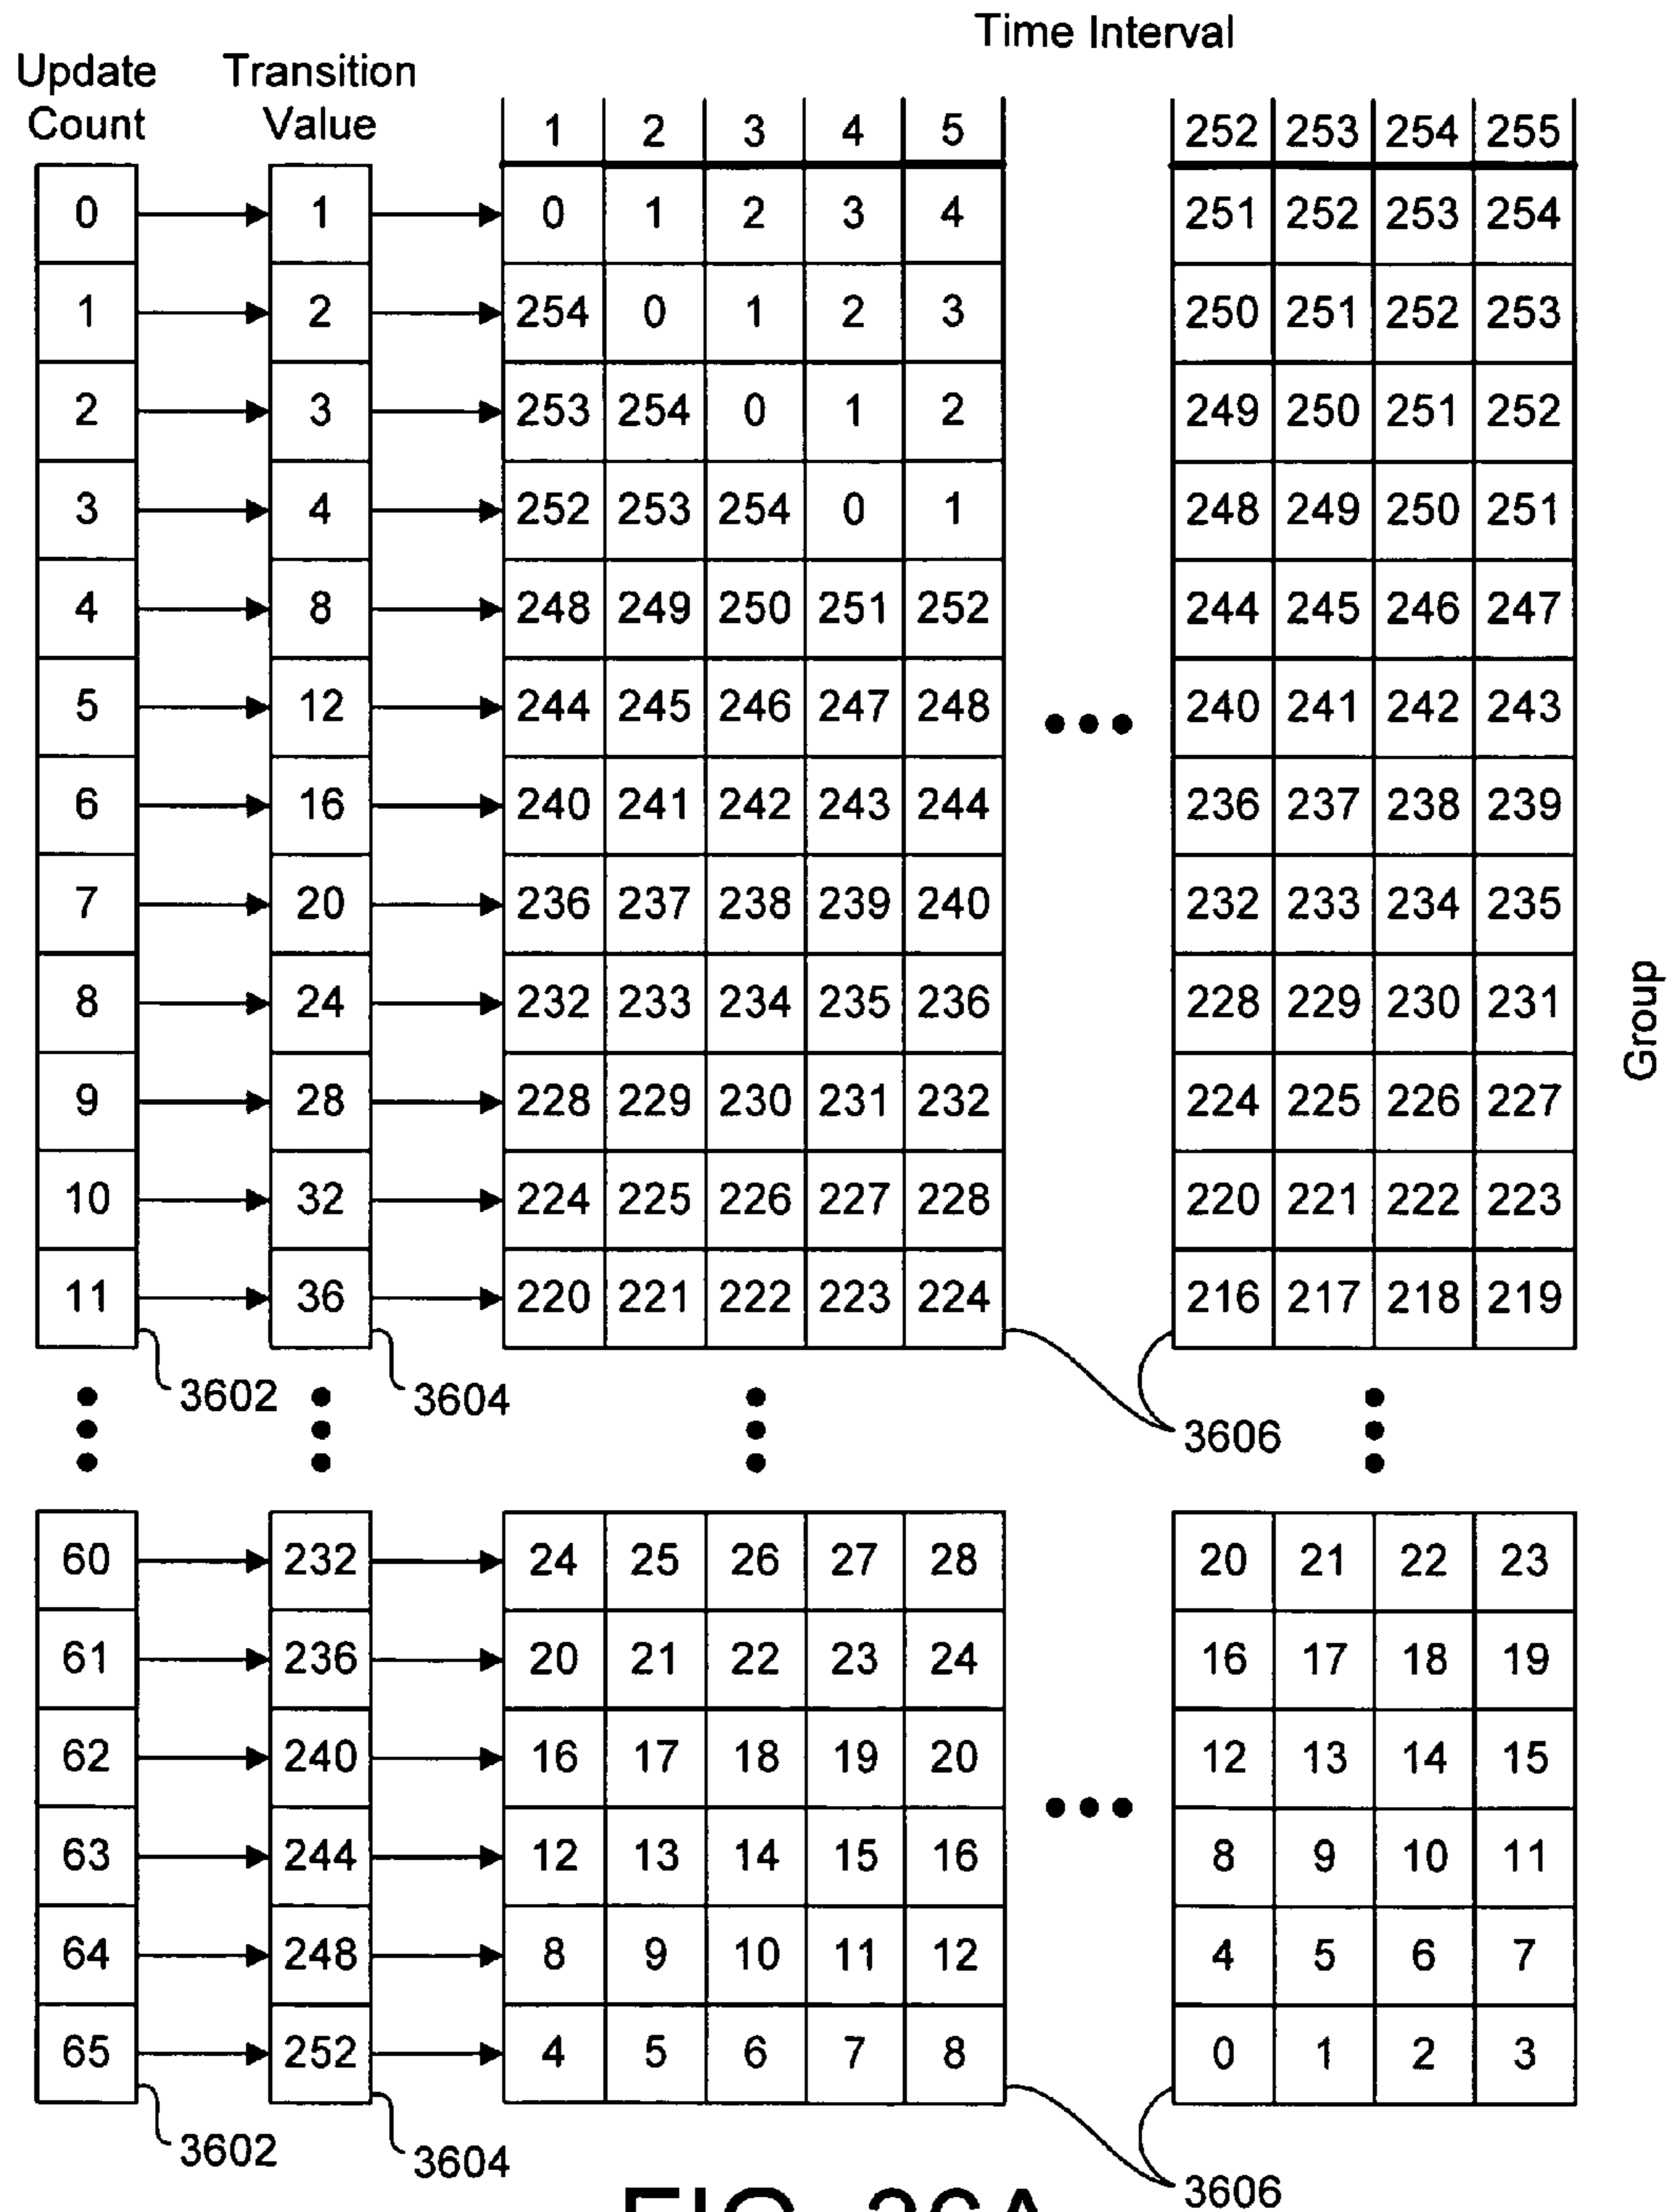 Time Interval
Update Count
Transition Value
1 2 3 4 5 252 253 254 255
0 1 0 1 2 3 4 251 252 253 254
1 2 254 0 1 2 3 250 251 252 253
2 3 253 254 0 1 2 249 250 251 252
3 4 252 253 254 0 1 248 249 250 251
4 8 248 249 250 251 252 244 245 246 247
5 12 244 245 246 247 248 240 241 242 243
6 16 240 241 242 243 244 236 237 238 239
7 20 236 237 238 239 240 232 233 234 235
8 24 232 233 234 235 236 228 229 230 231
Group
9 28 228 229 230 231 232 224 225 226 227
10 32 224 225 226 227 228 220 221 222 223
11 36 220 221 222 223 224 216 217 218 219
3602 3604 3606
60 232 24 25 26 27 28 20 21 22 23
61 236 20 21 22 23 24 16 17 18 19
62 240 16 17 18 19 20 12 13 14 15
63 244 12 13 14 15 16 8 9 10 11
64 248 8 9 10 11 12 4 5 6 7
65 252 4 5 6 7 8 0 1 2 3
3602 3604 3606
FIG. 36A